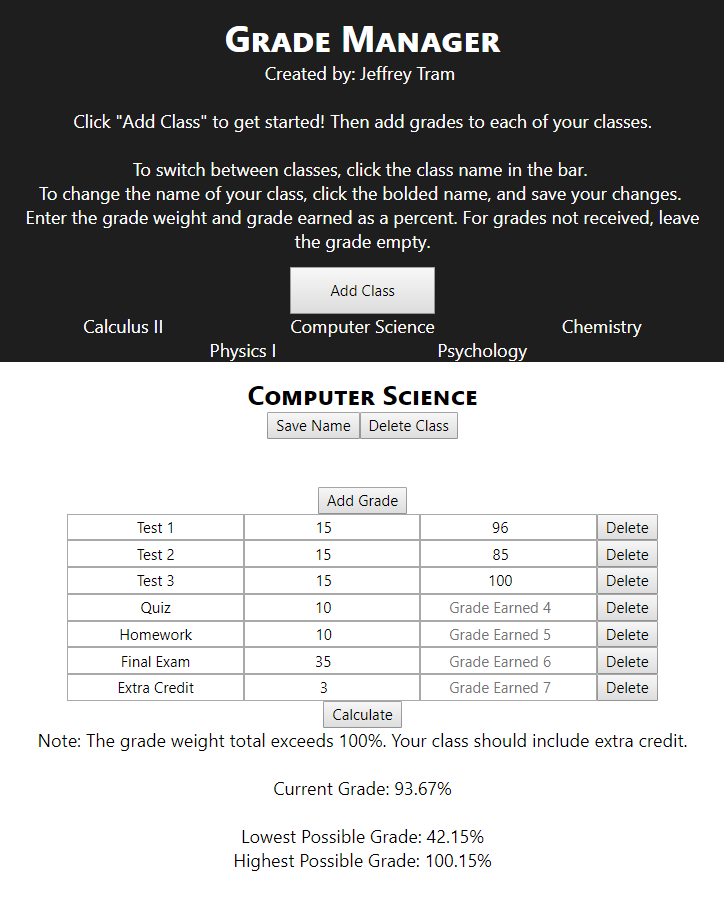 Grade Manager
Created by: Jeffrey Tram
Click "Add Class" to get started! Then add grades to each of your classes.
To switch between classes, click the class name in the bar.
To change the name of your class, click the bolded name, and save your changes.
Enter the grade weight and grade earned as a percent. For grades not received, leave
the grade empty.
Add Class
Calculus II Computer Science Chemistry
Physics I Psychology
Computer Science
Save Name Delete Class
Add Grade
Test 1 15 96 Delete
Test 2 15 85 Delete
Test 3 15 100 Delete
Quiz 10 Grade Earned 4 Delete
Homework 10 Grade Earned 5 Delete
Final Exam 35 Grade Earned 6 Delete
Extra Credit 3 Grade Earned 7 Delete
Calculate
Note: The grade weight total exceeds 100%. Your class should include extra credit.
Current Grade: 93.67%
Lowest Possible Grade: 42.15%
Highest Possible Grade: 100.15%